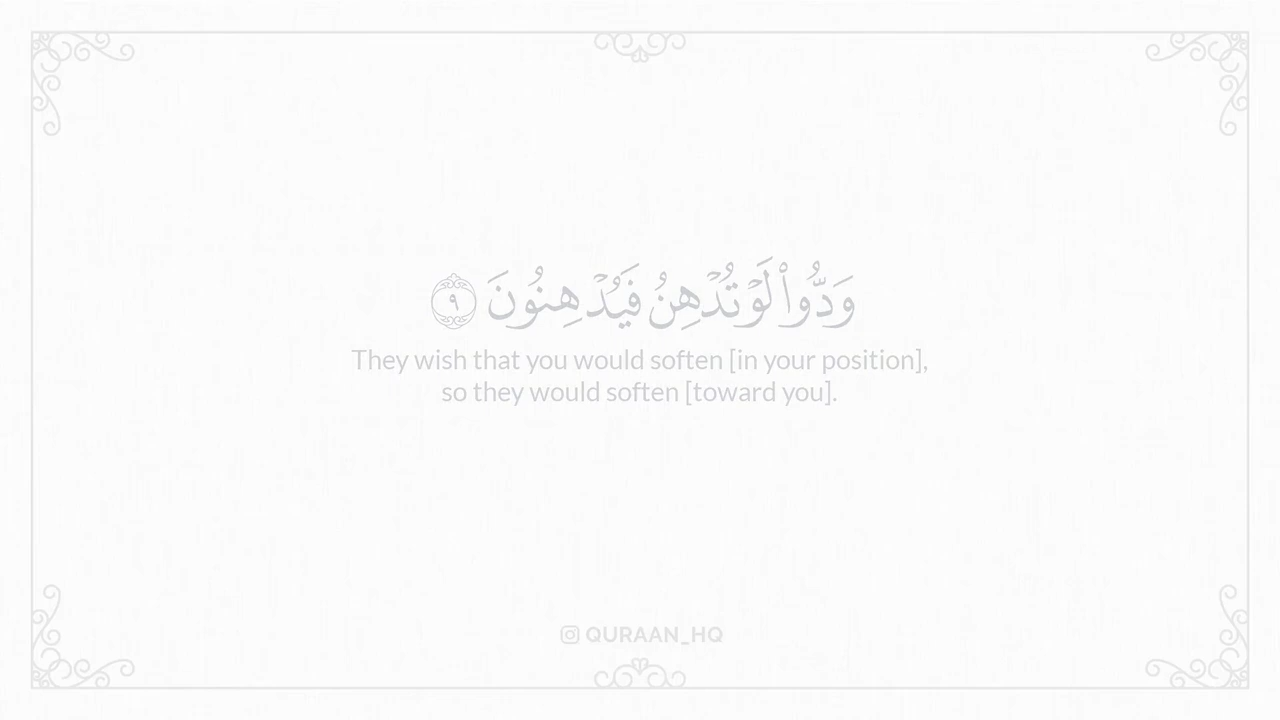 وَدُّوا۟ لَوْ تُدْهِنُ فَيُدْهِنُونَ ٩
They wish that you would soften [in your position],
so they would soften [toward you].
QURAAN_HQ